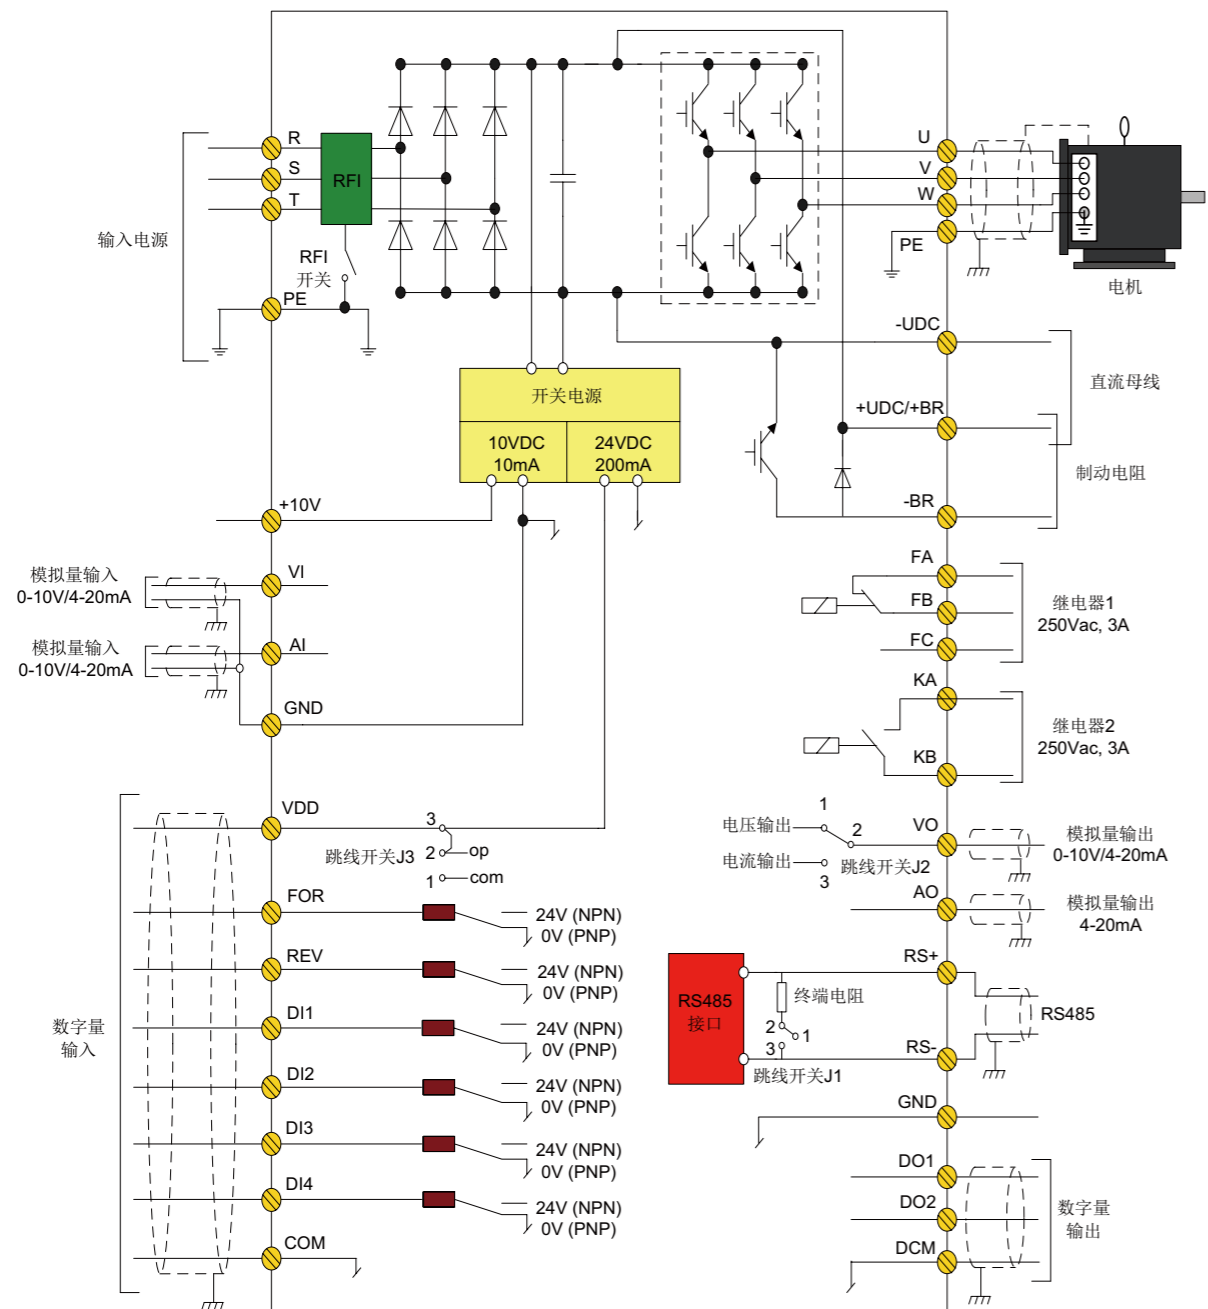 R
S
T
RFI
输入电源
RFI
开关
PE
U
V
W
PE
电机
-UDC
直流母线
+UDC/+BR
制动电阻
-BR
开关电源
10VDC
10mA
24VDC
200mA
+10V
模拟量输入
0-10V/4-20mA
VI
模拟量输入
0-10V/4-20mA
AI
GND
FA
FB
FC
继电器1
250Vac, 3A
KA
KB
继电器2
250Vac, 3A
VDD
3
跳线开关J3
2
op
1
com
1
电压输出
2
电流输出
3
跳线开关J2
VO
模拟量输出
0-10V/4-20mA
AO
模拟量输出
4-20mA
数字量
输入
FOR
24V (NPN)
0V (PNP)
REV
24V (NPN)
0V (PNP)
DI1
24V (NPN)
0V (PNP)
DI2
24V (NPN)
0V (PNP)
DI3
24V (NPN)
0V (PNP)
DI4
24V (NPN)
0V (PNP)
COM
RS485
接口
终端电阻
2
1
3
跳线开关J1
RS+
RS-
RS485
GND
DO1
DO2
DCM
数字量
输出